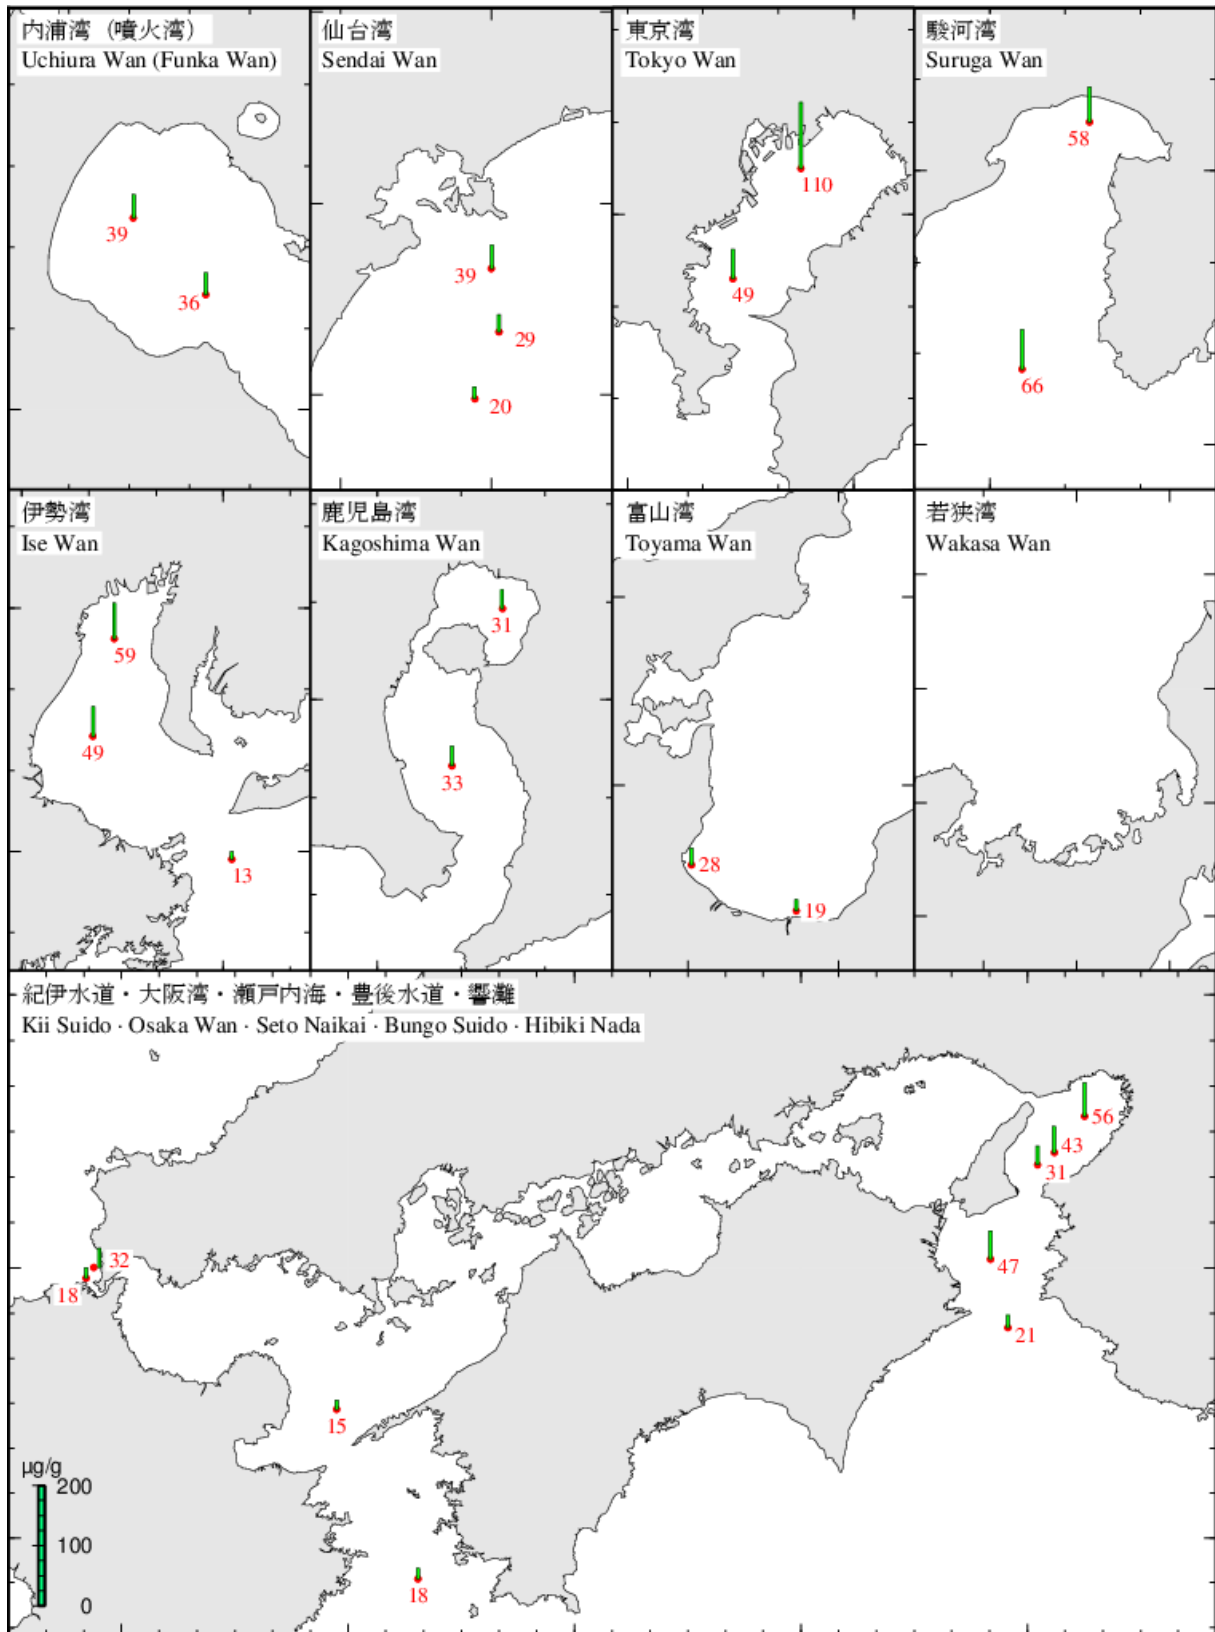 内浦湾（噴火湾）
Uchiura Wan (Funka Wan)
39
36
仙台湾
Sendai Wan
39
29
20
東京湾
Tokyo Wan
110
49
駿河湾
Suruga Wan
58
66
伊勢湾
Ise Wan
59
49
13
鹿児島湾
Kagoshima Wan
31
33
富山湾
Toyama Wan
28
19
若狭湾
Wakasa Wan
紀伊水道・大阪湾・瀬戸内海・豊後水道・響灘
Kii Suido · Osaka Wan · Seto Naikai · Bungo Suido · Hibiki Nada
56
43
31
32
47
18
21
15
18
µg/g
200
100
0